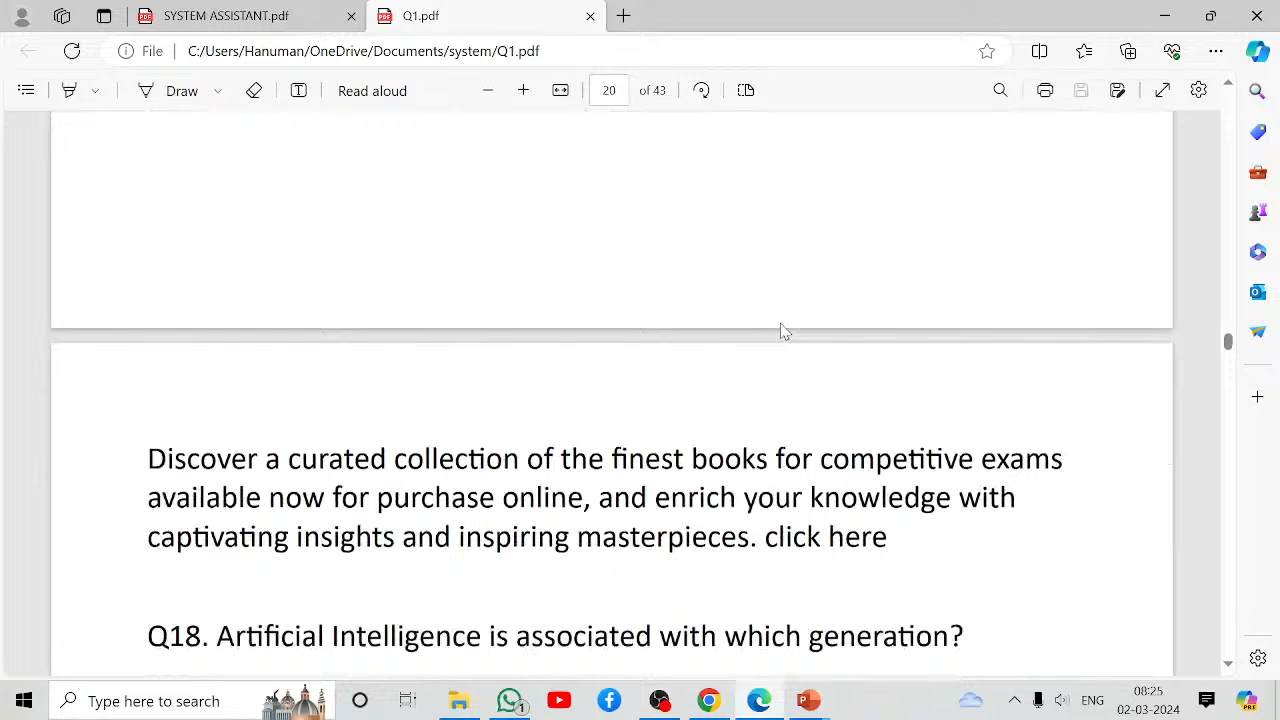 SYSTEM ASSISTANT.pdf
Q1.pdf
File
C:/Users/Hanuman/OneDrive/Documents/system/Q1.pdf
Draw
Read aloud
20
of 43
Discover a curated collection of the finest books for competitive exams
available now for purchase online, and enrich your knowledge with
captivating insights and inspiring masterpieces. click here
Q18. Artificial Intelligence is associated with which generation?
Type here to search
1
ENG
02-03-2024